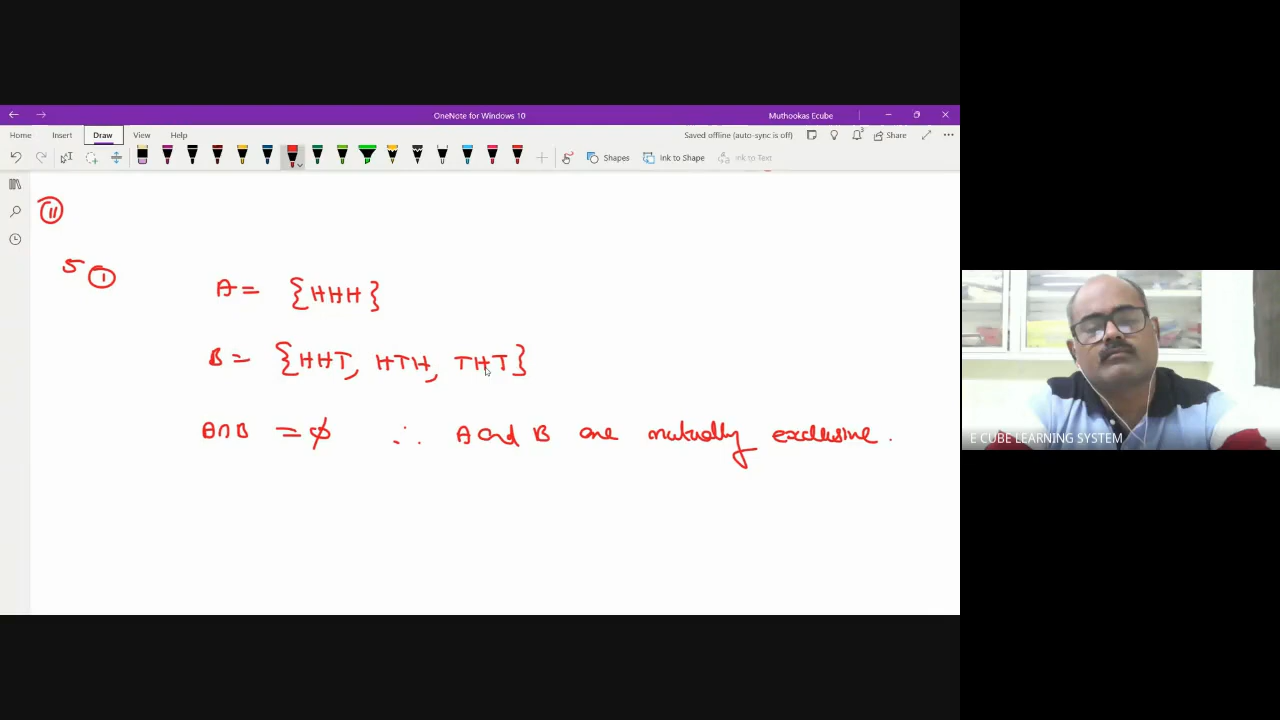 OneNote for Windows 10
Muthookas Ecube
Home Insert Draw View Help
Saved offline (auto-sync is off)
Share
Shapes
Ink to Shape
Ink to Text
11
5 1
A = {HHH}
B = {HHT, HTH, THT}
A∩B = ϕ ∴ A and B are mutually exclusive.
E CUBE LEARNING SYSTEM